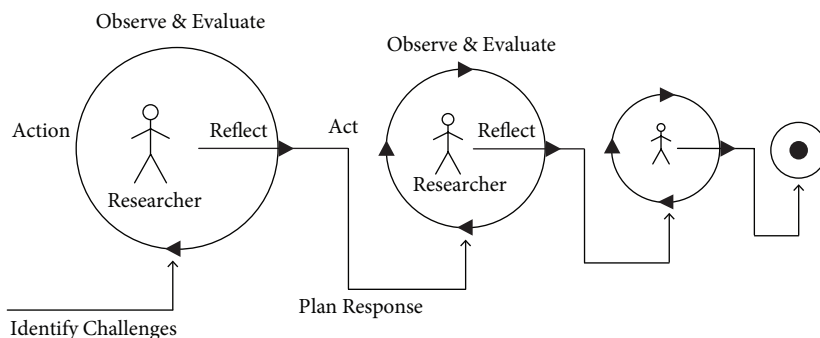 Observe & Evaluate
Observe & Evaluate
Action
Reflect
Act
Reflect
Researcher
Researcher
Plan Response
Identify Challenges